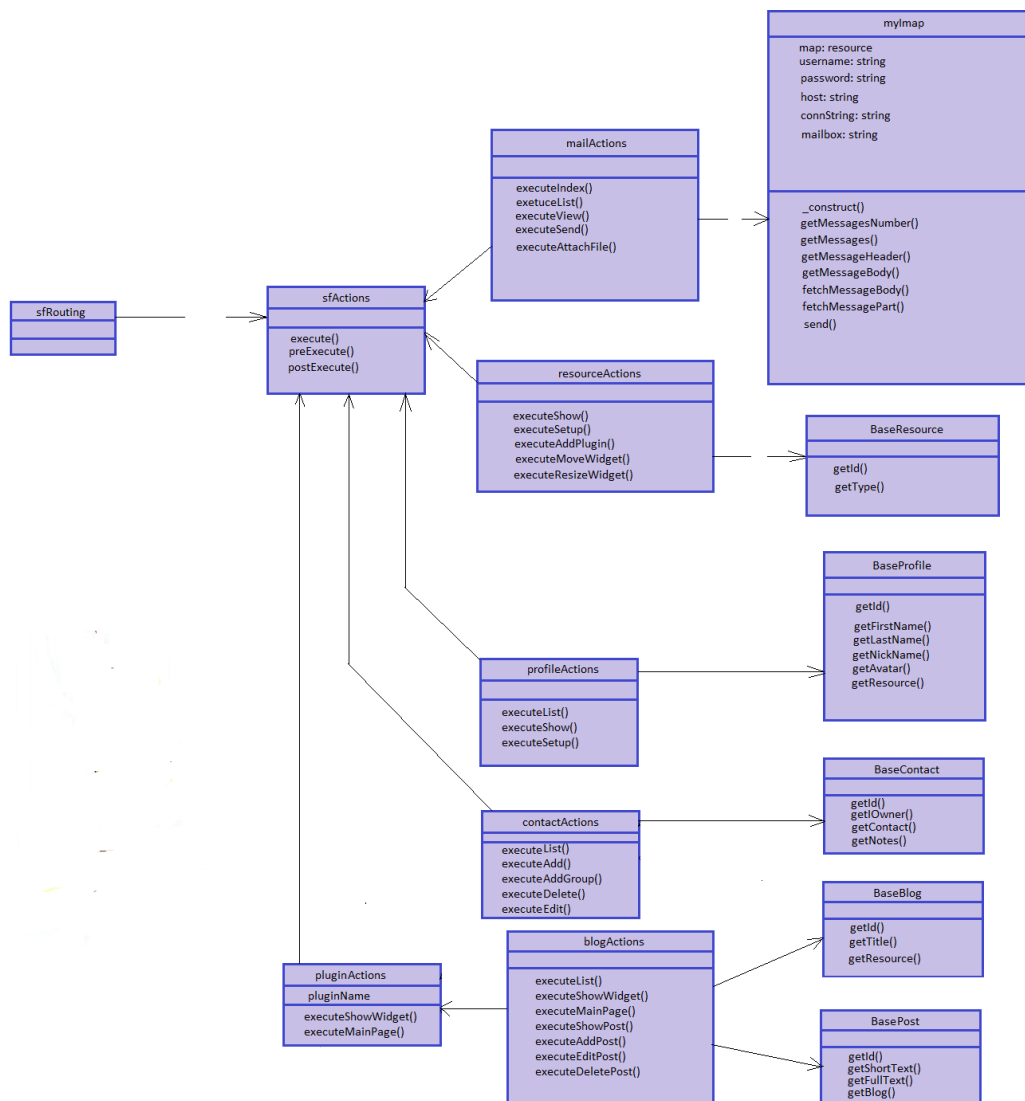 myImap
map: resource
username: string
password: string
host: string
connString: string
mailbox: string
_construct()
getMessagesNumber()
getMessages()
getMessageHeader()
getMessageBody()
fetchMessageBody()
fetchMessagePart()
send()
mailActions
executeIndex()
exetuceList()
executeView()
executeSend()
executeAttachFile()
sfRouting
sfActions
execute()
preExecute()
postExecute()
resourceActions
executeShow()
executeSetup()
executeAddPlugin()
executeMoveWidget()
executeResizeWidget()
BaseResource
getId()
getType()
BaseProfile
getId()
getFirstName()
getLastName()
getNickName()
getAvatar()
getResource()
profileActions
executeList()
executeShow()
executeSetup()
BaseContact
getId()
getIOwner()
getContact()
getNotes()
contactActions
executeList()
executeAdd()
executeAddGroup()
executeDelete()
executeEdit()
BaseBlog
getId()
getTitle()
getResource()
blogActions
executeList()
executeShowWidget()
executeMainPage()
executeShowPost()
executeAddPost()
executeEditPost()
executeDeletePost()
pluginActions
pluginName
executeShowWidget()
executeMainPage()
BasePost
getId()
getShortText()
getFullText()
getBlog()